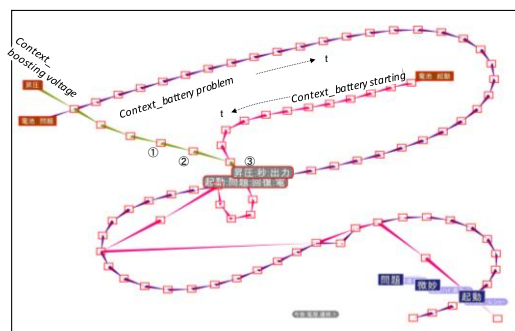 Context_
boosting voltage
昇圧
電池 問題
Context_battery problem
t
Context_battery starting
t
電池 起動
① ② ③
昇圧:秒:出力
起動:問題:回復:電
問題
微妙
起動